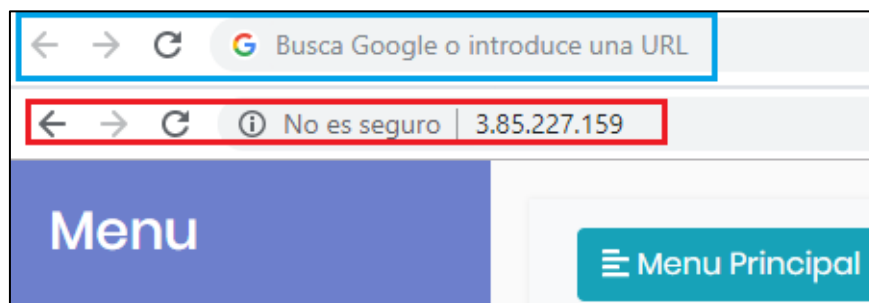 Busca Google o introduce una URL
No es seguro | 3.85.227.159
Menu
Menu Principal